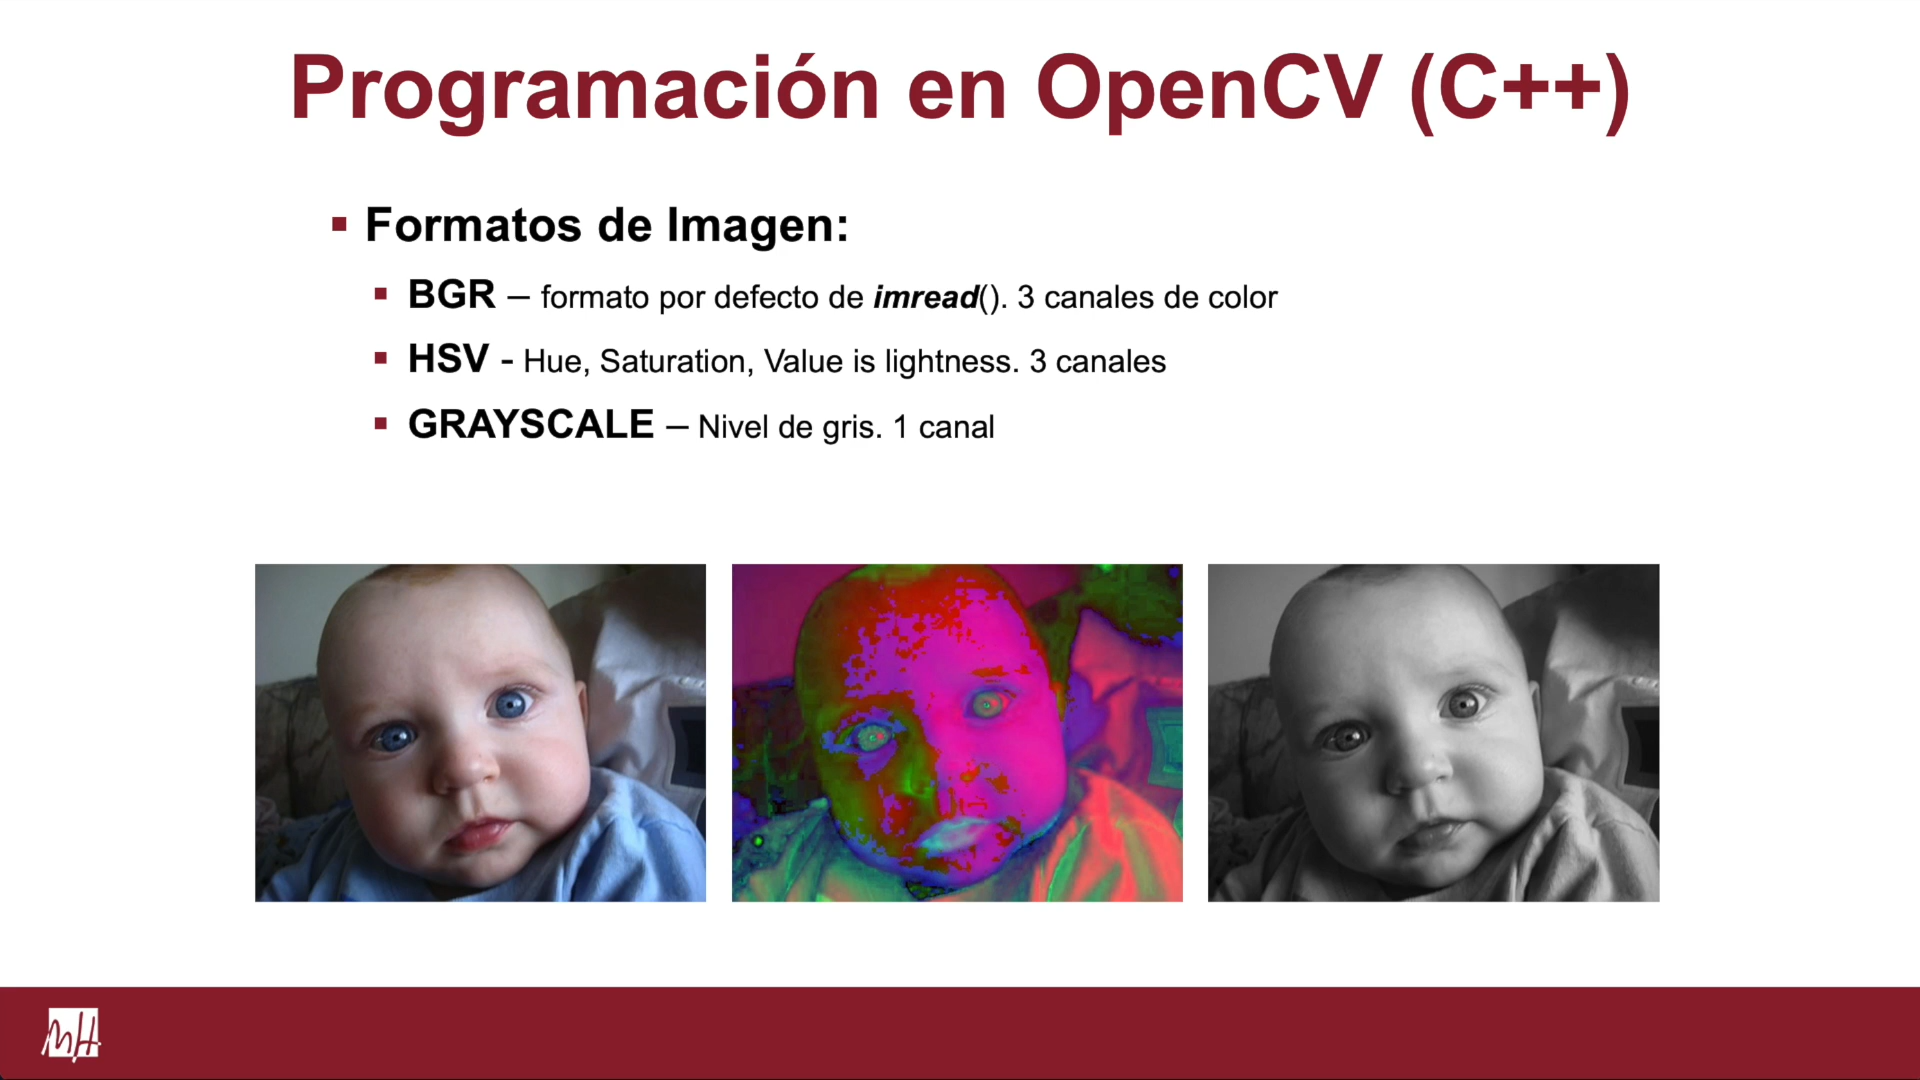 Programación en OpenCV (C++)
Formatos de Imagen:
BGR – formato por defecto de imread(). 3 canales de color
HSV - Hue, Saturation, Value is lightness. 3 canales
GRAYSCALE – Nivel de gris. 1 canal
MH